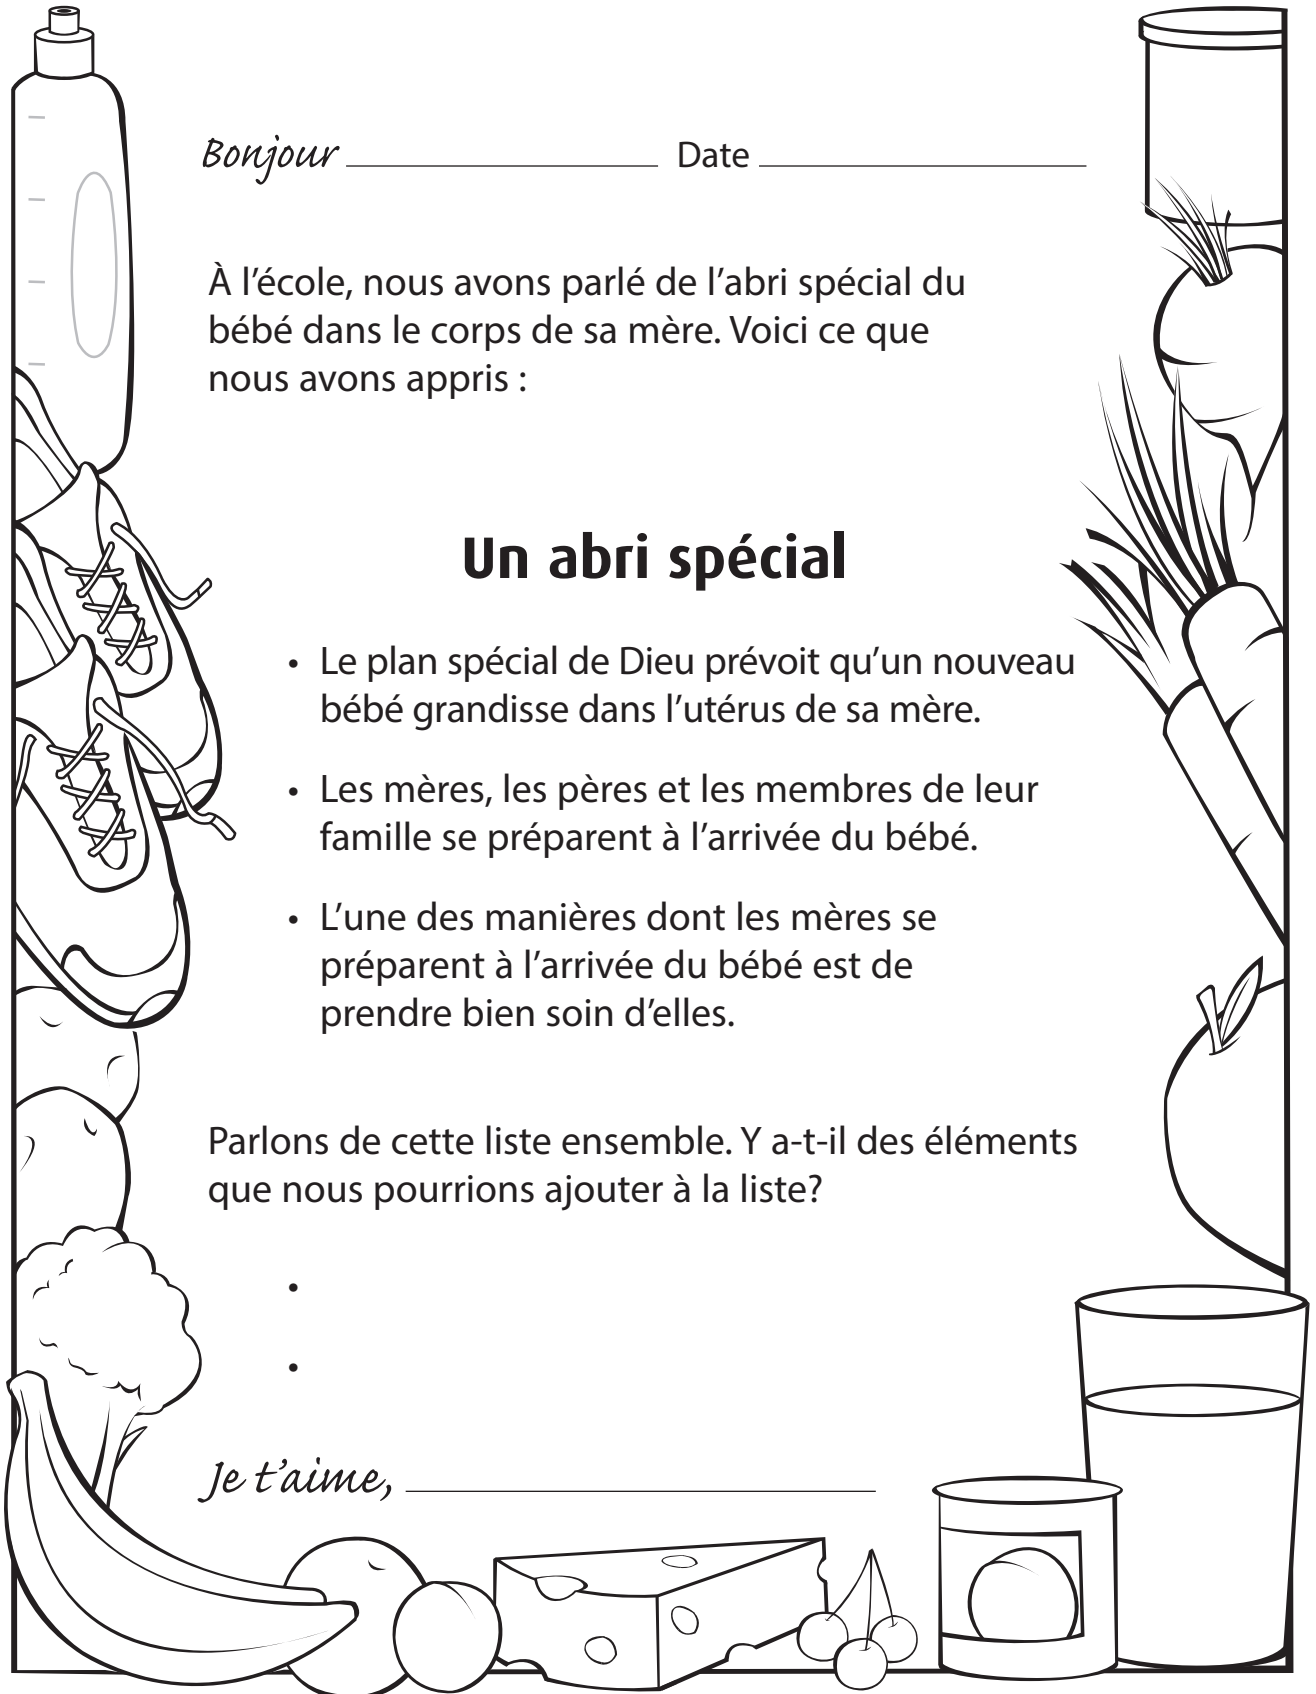 Bonjour Date
À l’école, nous avons parlé de l’abri spécial du
bébé dans le corps de sa mère. Voici ce que
nous avons appris :
Un abri spécial
• Le plan spécial de Dieu prévoit qu’un nouveau
bébé grandisse dans l’utérus de sa mère.
• Les mères, les pères et les membres de leur
famille se préparent à l’arrivée du bébé.
• L’une des manières dont les mères se
préparent à l’arrivée du bébé est de
prendre bien soin d’elles.
Parlons de cette liste ensemble. Y a-t-il des éléments
que nous pourrions ajouter à la liste?
•
•
Je t’aime,